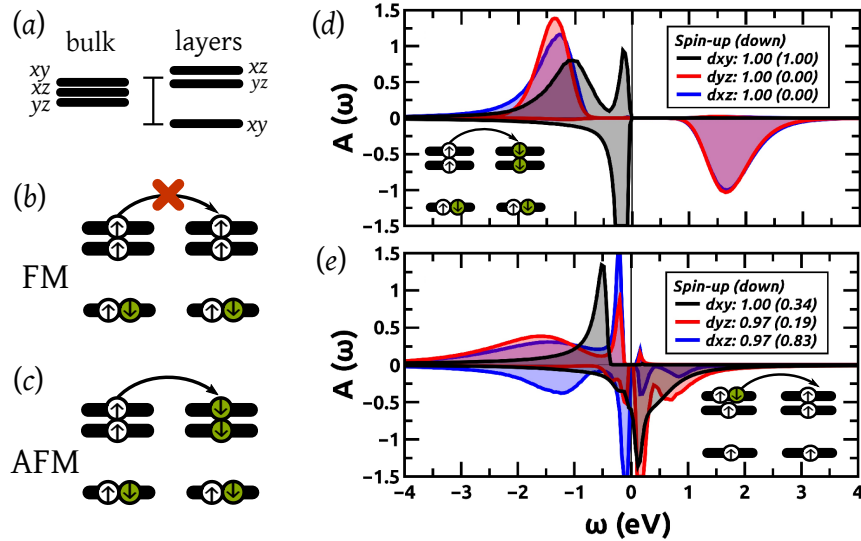 (a)
bulk
layers
xy
xz
yz
xz
yz
xy
(b)
FM
(c)
AFM
(d)
A (ω)
1.5
1
0.5
0
-0.5
-1
-1.5
Spin-up (down)
dxy: 1.00 (1.00)
dyz: 1.00 (0.00)
dxz: 1.00 (0.00)
(e)
A (ω)
1.5
1
0.5
0
-0.5
-1
-1.5
Spin-up (down)
dxy: 1.00 (0.34)
dyz: 0.97 (0.19)
dxz: 0.97 (0.83)
-4 -3 -2 -1 0 1 2 3 4
ω (eV)